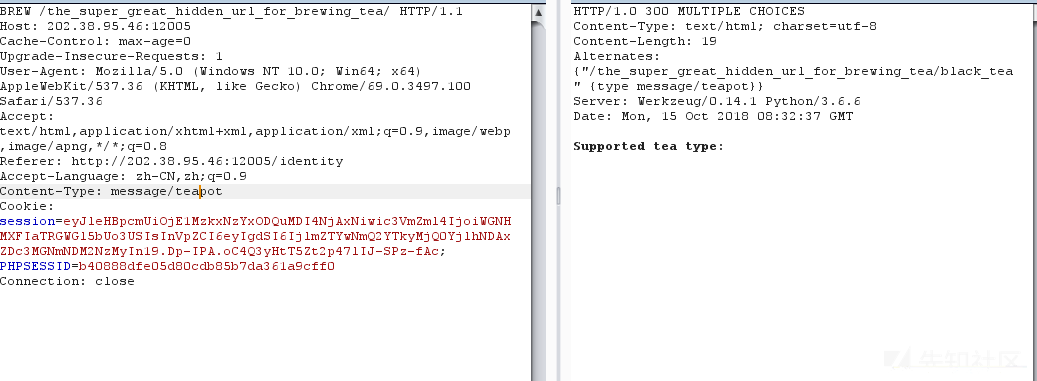 BREW /the_super_great_hidden_url_for_brewing_tea/ HTTP/1.1
Host: 202.38.95.46:12005
Cache-Control: max-age=0
Upgrade-Insecure-Requests: 1
User-Agent: Mozilla/5.0 (Windows NT 10.0; Win64; x64)
AppleWebKit/537.36 (KHTML, like Gecko) Chrome/69.0.3497.100
Safari/537.36
Accept:
text/html,application/xhtml+xml,application/xml;q=0.9,image/webp
,image/apng,*/*;q=0.8
Referer: http://202.38.95.46:12005/identity
Accept-Language: zh-CN,zh;q=0.9
Content-Type: message/teapot
Cookie:
session=eyJleHBpcmUiOjE1MzkxNzYxODQuMDI4NjAxNiwic3VmZml4IjoiWGNH
MXFIaTRGWGl5bUo3USIsInVpZCI6eyIgdSI6IjlmZTYwNmQ2YTkyMjQ0YjlhNDAx
ZDc3MGNmNDM2NzMyIn19.Dp-IPA.oC4Q3yHtT5Zt2p47lIJ-SPz-fAc;
PHPSESSID=b40888dfe05d80cdb85b7da361a9cff0
Connection: close
HTTP/1.0 300 MULTIPLE CHOICES
Content-Type: text/html; charset=utf-8
Content-Length: 19
Alternates:
{"/the_super_great_hidden_url_for_brewing_tea/black_tea
" {type message/teapot}}
Server: Werkzeug/0.14.1 Python/3.6.6
Date: Mon, 15 Oct 2018 08:32:37 GMT
Supported tea type:
先知社区